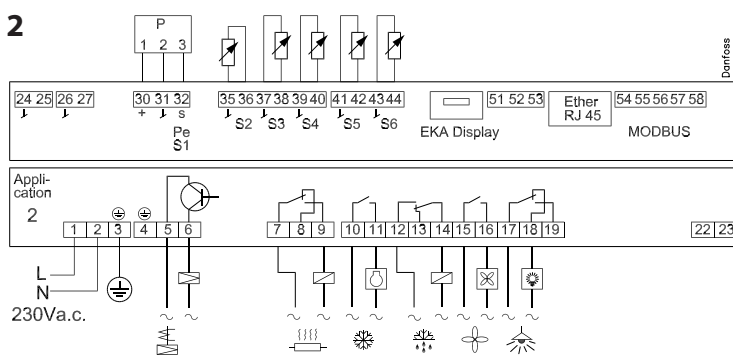 2
P
1 2 3
Danfoss
24 25 26 27 30 31 32 35 36 37 38 39 40 41 42 43 44 51 52 53 54 55 56 57 58
+ s
Pe
S1
S2 S3 S4 S5 S6
EKA Display
Ether
RJ 45
MODBUS
Appli-
cation
2
1 2 3 4 5 6 7 8 9 10 11 12 13 14 15 16 17 18 19 22 23
L
N
230Va.c.